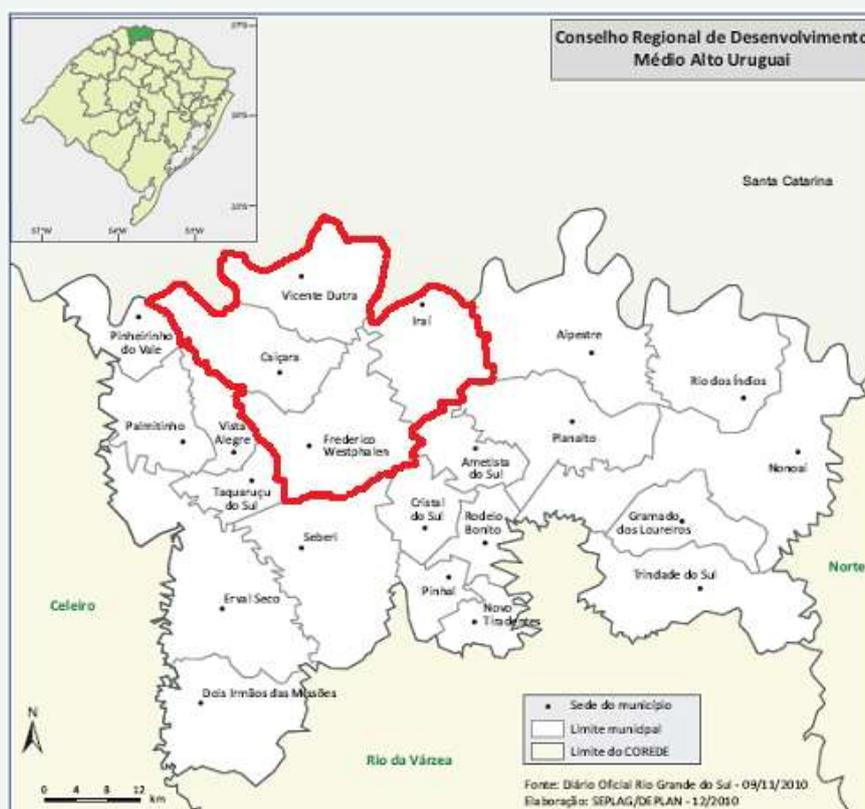 Conselho Regional de Desenvolvimento
Médio Alto Uruguai
Santa Catarina
Vicente Dutra
Iraí
Pinheirinho
do Vale
Caiçara
Alpestre
Rio dos Índios
Palmitinho
Vista
Alegre
Frederico
Westphalen
Planalto
Ametista
do Sul
Nonoai
Taquaruçu
do Sul
Cristal
do Sul
Rodeio
Bonito
Gramado
dos Loureiros
Seberi
Trindade do Sul
Norte
Pinhal
Celeiro
Erval Seco
Novo
Tiradentes
Dois Irmãos das Missões
N
Rio da Várzea
Sede do município
Limite municipal
Limite do COREDE
0 4 8 12
km
Fonte: Diário Oficial Rio Grande do Sul - 09/11/2010
Elaboração: SEPLAG/DEPLAN - 12/2010